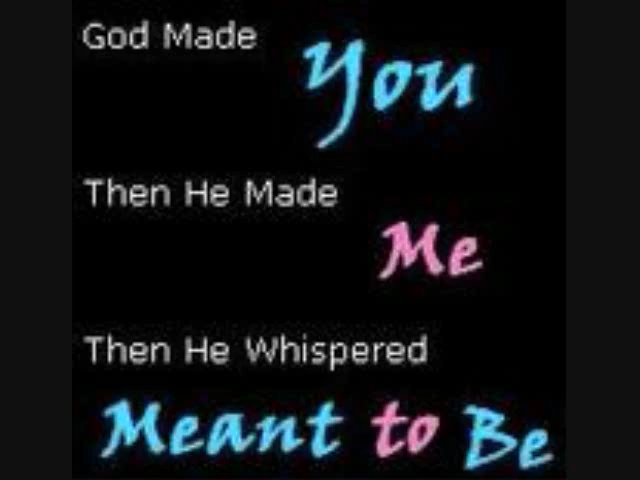 God Made
You
Then He Made
Me
Then He Whispered
Meant to Be